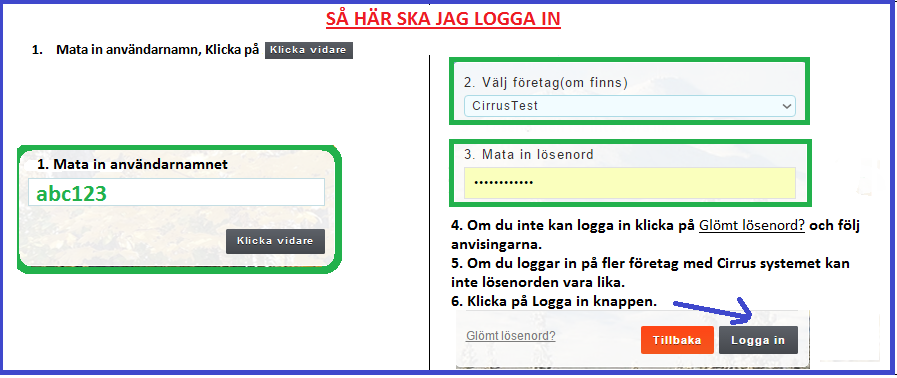 SÅ HÄR SKA JAG LOGGA IN
1. Mata in användarnamn, Klicka på Klicka vidare
1. Mata in användarnamnet
abc123
Klicka vidare
2. Välj företag(om finns)
CirrusTest
3. Mata in lösenord
••••••••••••
4. Om du inte kan logga in klicka på Glömt lösenord? och följ
anvisingarna.
5. Om du loggar in på fler företag med Cirrus systemet kan
inte lösenorden vara lika.
6. Klicka på Logga in knappen.
Glömt lösenord? Tillbaka Logga in